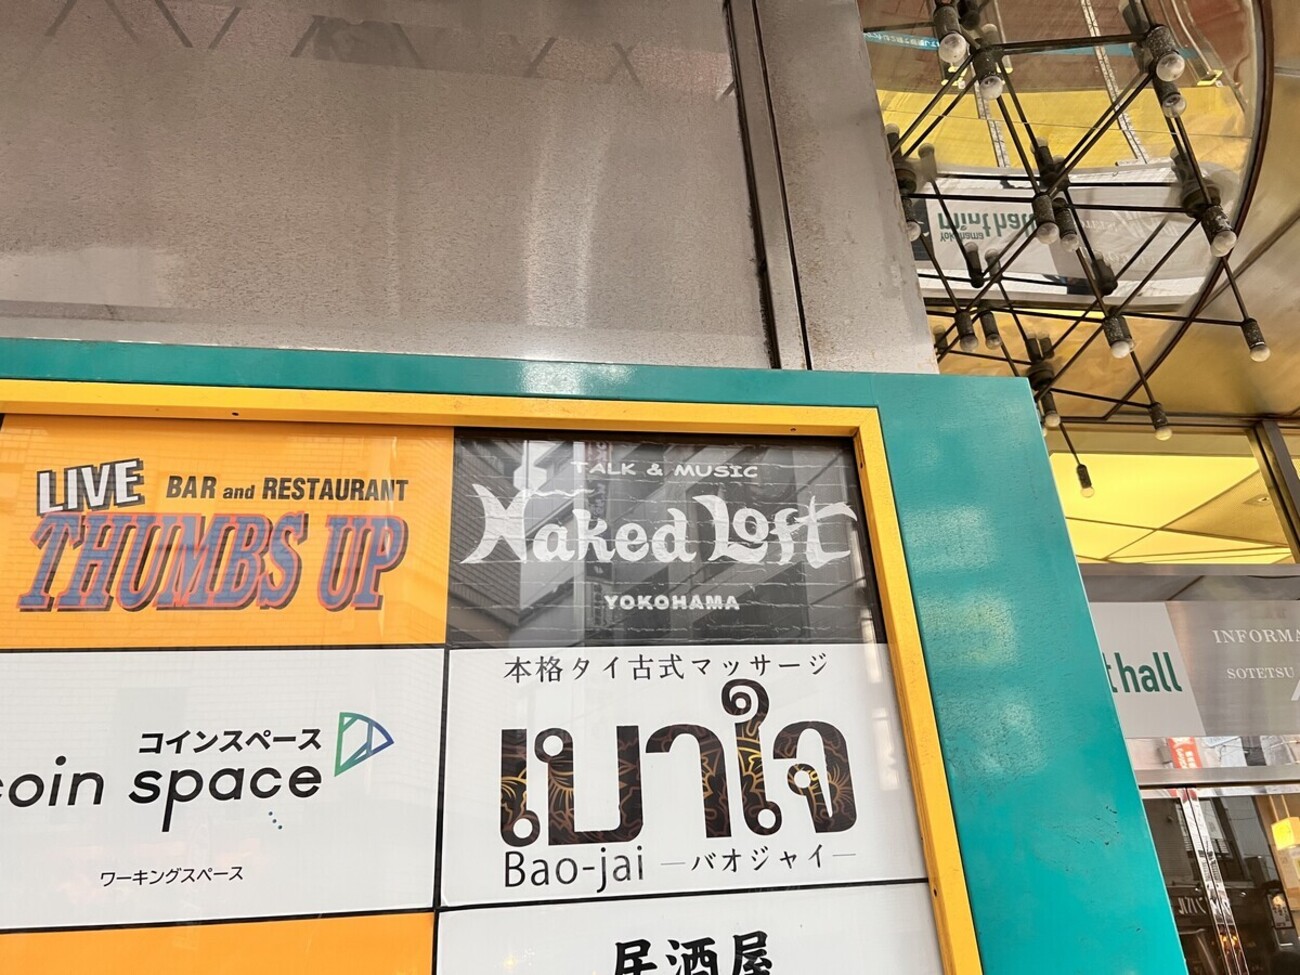 LIVE BAR and RESTAURANT
THUMBS UP
TALK & MUSIC
Naked Loft
YOKOHAMA
コインスペース
coin space
ワーキングスペース
本格タイ古式マッサージ
เบาใจ
Bao-jai ―バオジャイ―
居酒屋
mint hall
Yokohama
t hall
INFORMA
SOTETSU